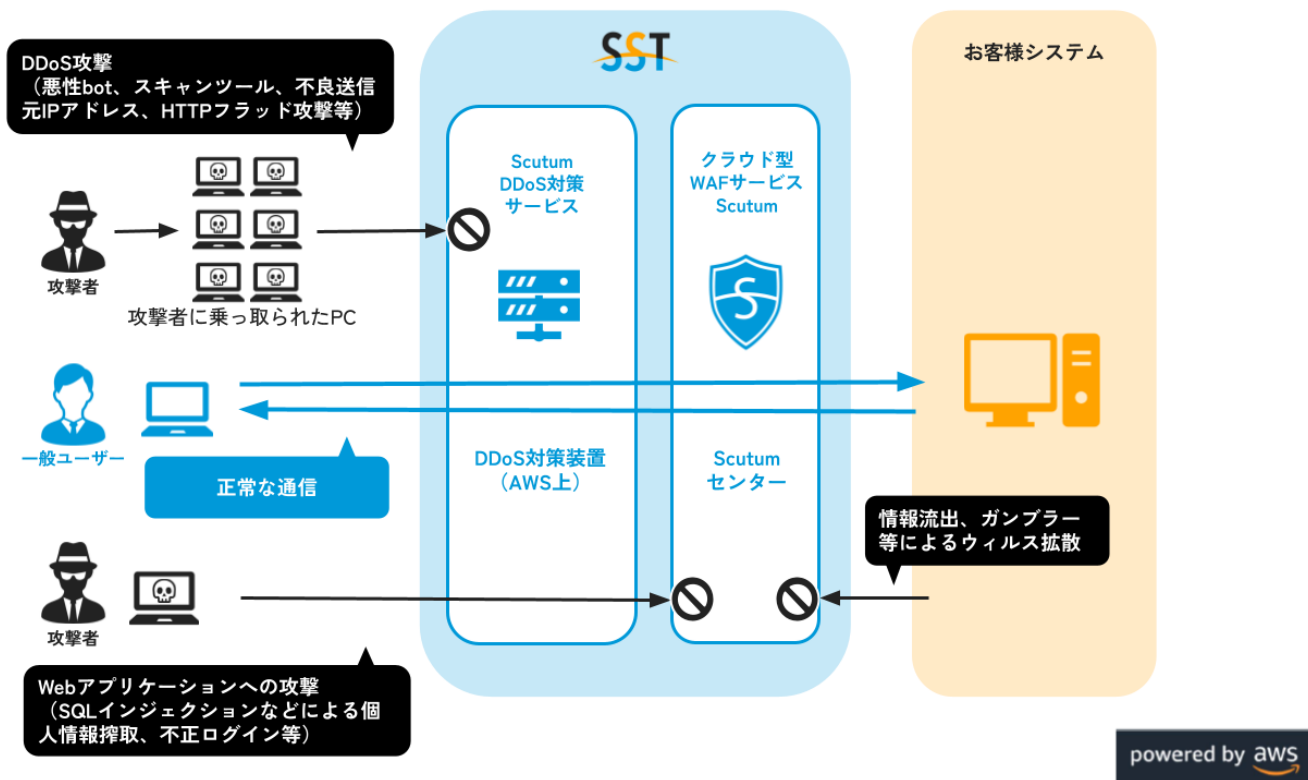 SST
お客様システム
DDoS攻撃
（悪性bot、スキャンツール、不良送信
元IPアドレス、HTTPフラッド攻撃等）
Scutum
DDoS対策
サービス
クラウド型
WAFサービス
Scutum
攻撃者
攻撃者に乗っ取られたPC
一般ユーザー
正常な通信
DDoS対策装置
（AWS上）
Scutum
センター
情報流出、ガンブラー
等によるウィルス拡散
攻撃者
Webアプリケーションへの攻撃
（SQLインジェクションなどによる個
人情報搾取、不正ログイン等）
powered by aws